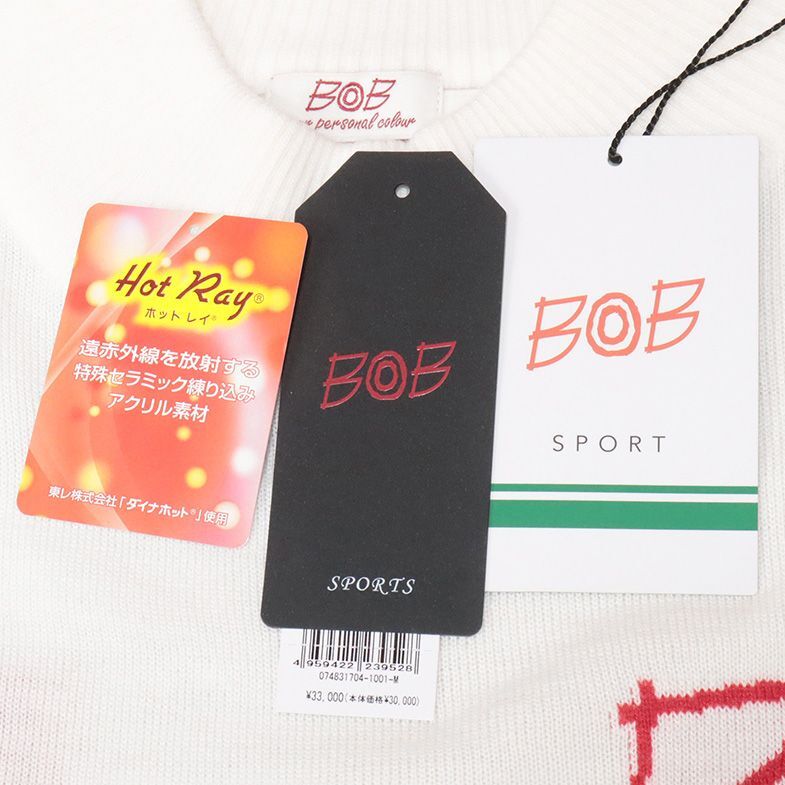 BOB
personal colour
Hot Ray®
ホットレイ®
遠赤外線を放射する
特殊セラミック練り込み
アクリル素材
東レ株式会社「ダイナホット®」使用
BOB
SPORTS
4 959422 239528
074831704-1001-M
¥33,000(本体価格¥30,000)
BOB
SPORT